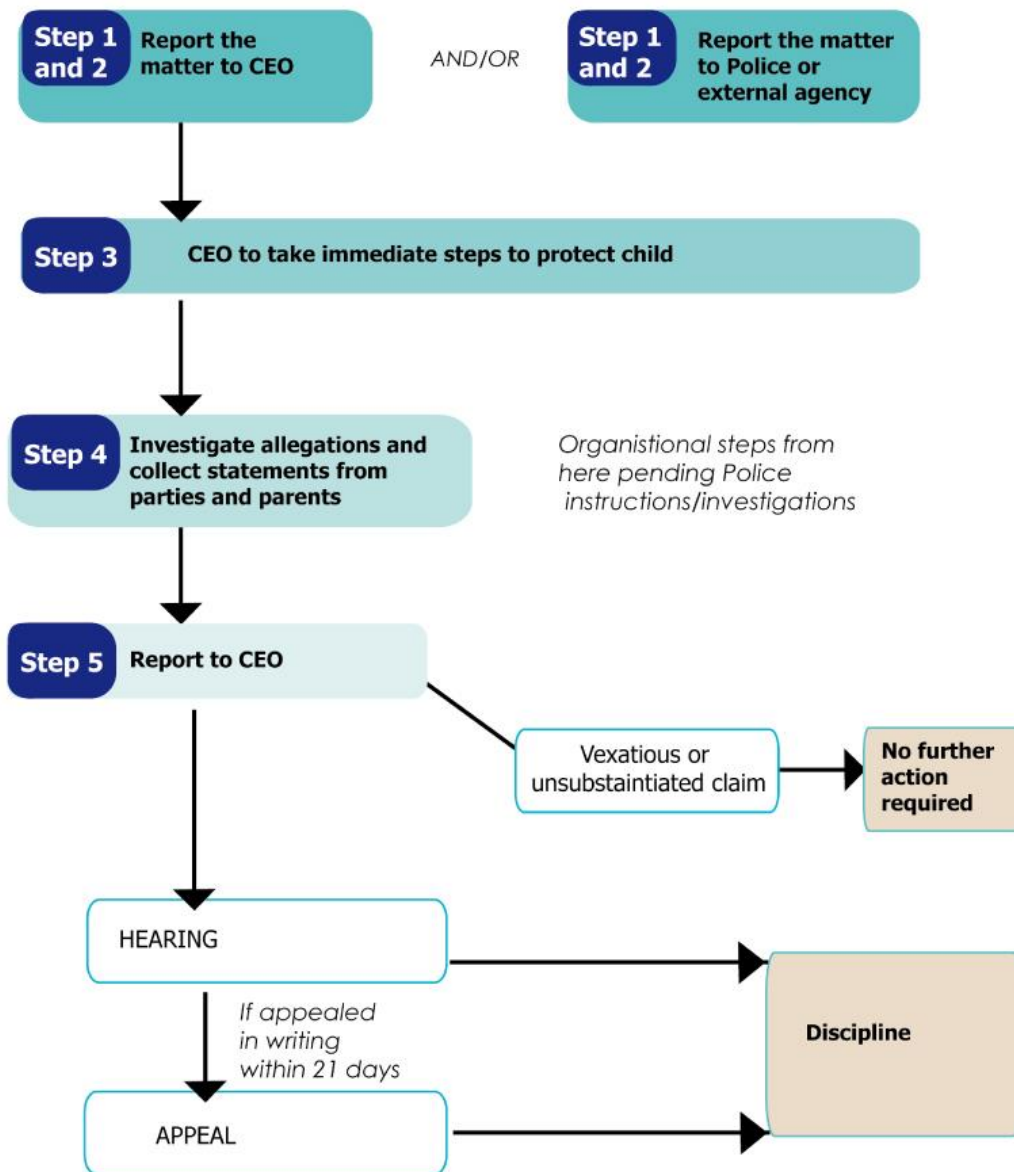 Step 1
and 2
Report the
matter to CEO
AND/OR
Step 1
and 2
Report the matter
to Police or
external agency
Step 3
CEO to take immediate steps to protect child
Step 4
Investigate allegations and
collect statements from
parties and parents
Organistional steps from
here pending Police
instructions/investigations
Step 5
Report to CEO
Vexatious or
unsubstaintiated claim
No further
action
required
HEARING
If appealed
in writing
within 21 days
Discipline
APPEAL